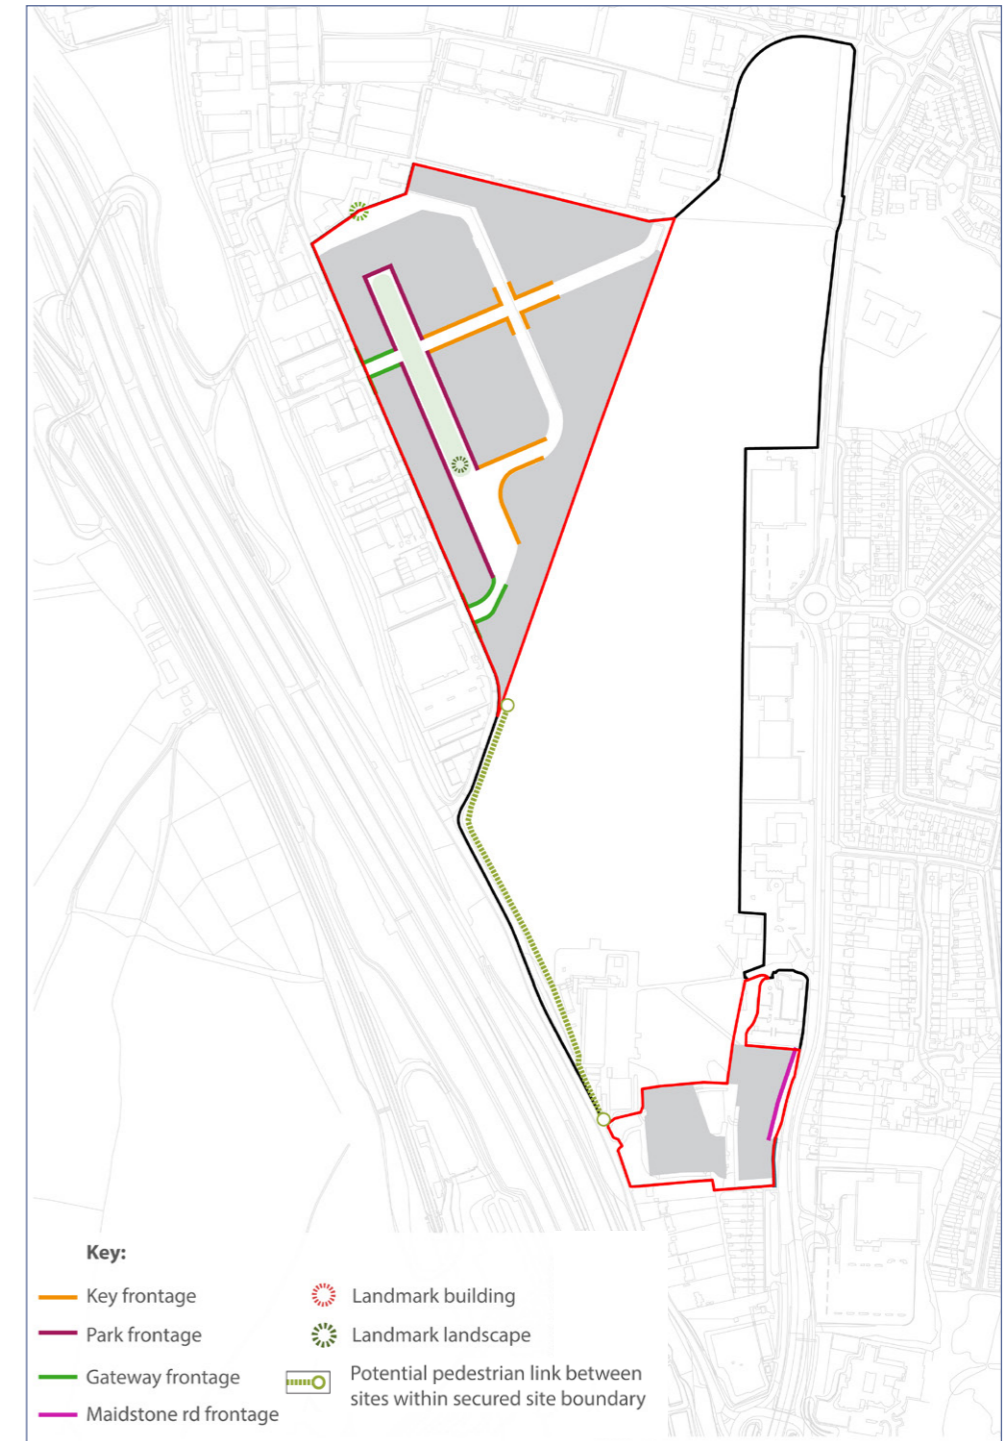 Key:
Key frontage
Park frontage
Gateway frontage
Maidstone rd frontage
Landmark building
Landmark landscape
Potential pedestrian link between
sites within secured site boundary